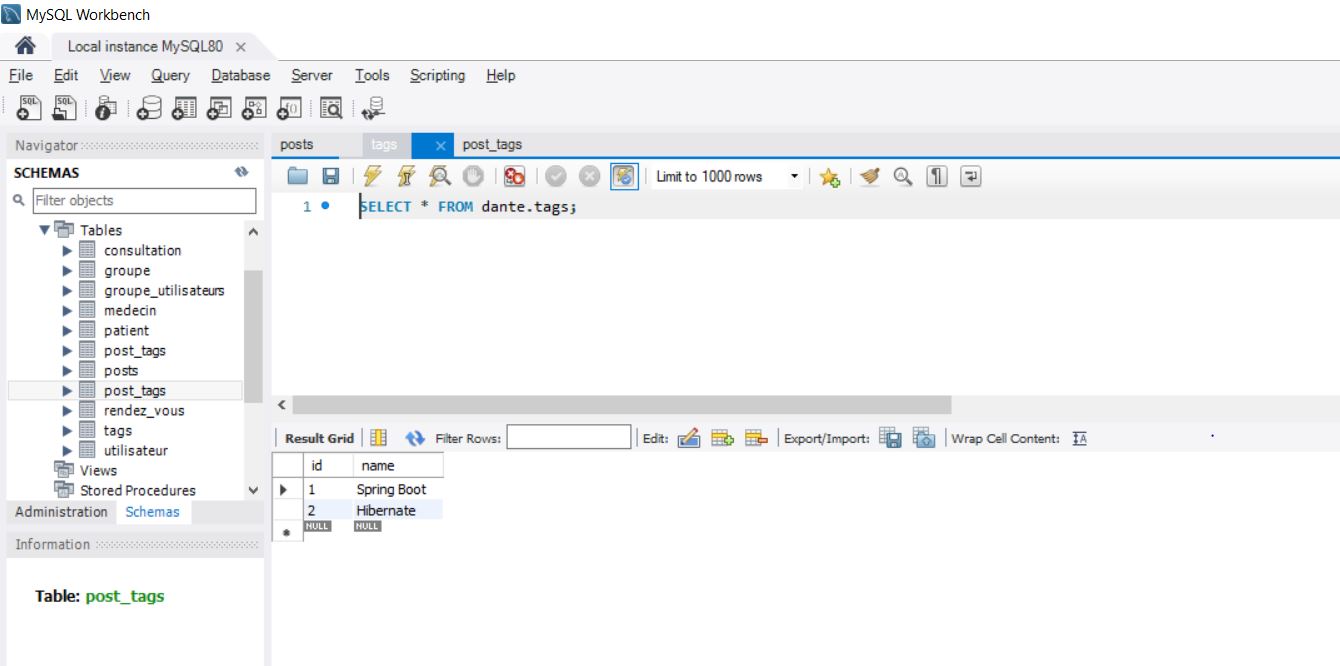 MySQL Workbench
Local instance MySQL80
File Edit View Query Database Server Tools Scripting Help
Navigator
SCHEMAS
Filter objects
Tables
consultation
groupe
groupe_utilisateurs
medecin
patient
post_tags
posts
post_tags
rendez_vous
tags
utilisateur
Views
Stored Procedures
Administration Schemas
Information
Table: post_tags
posts tags post_tags
Limit to 1000 rows
1 SELECT * FROM dante.tags;
Result Grid Filter Rows: Edit: Export/Import: Wrap Cell Content:
id name
1 Spring Boot
2 Hibernate
NULL NULL